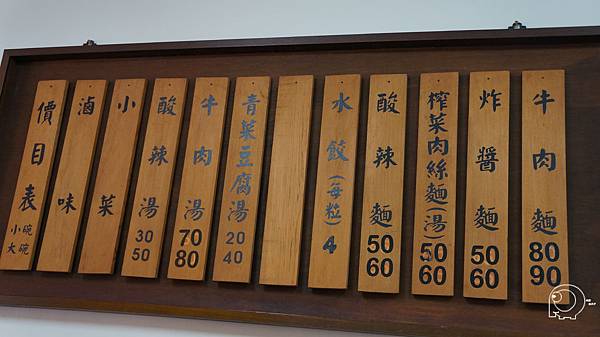 牛肉麵
80
90
炸醬麵
50
60
榨菜肉絲麵(湯)
50
60
酸辣麵
50
60
水餃(每粒)4
青菜豆腐湯
20
40
牛肉湯
70
80
酸辣湯
30
50
小菜
滷味
價目表
小碗
大碗